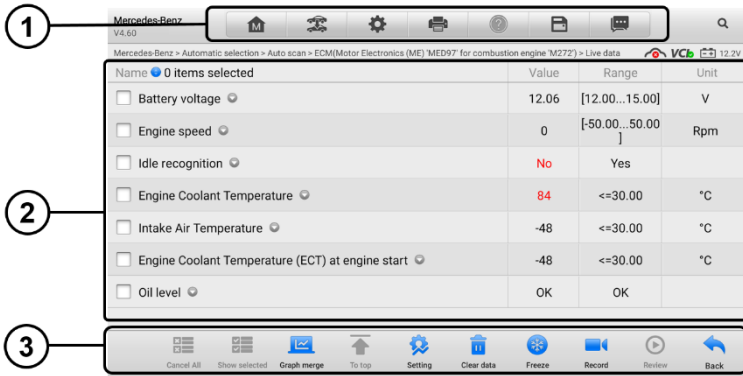 1
Mercedes-Benz
V4.60
M
Mercedes-Benz > Automatic selection > Auto scan > ECM(Motor Electronics (ME) 'MED97' for combustion engine 'M272') > Live data VCI 12.2V
2
Name 0 items selected Value Range Unit
Battery voltage 12.06 [12.00...15.00] V
Engine speed 0 [-50.00...50.00
] Rpm
Idle recognition No Yes
Engine Coolant Temperature 84 <=30.00 °C
Intake Air Temperature -48 <=30.00 °C
Engine Coolant Temperature (ECT) at engine start -48 <=30.00 °C
Oil level OK OK
3
Cancel All Show selected Graph merge To top Setting Clear data Freeze Record Review Back